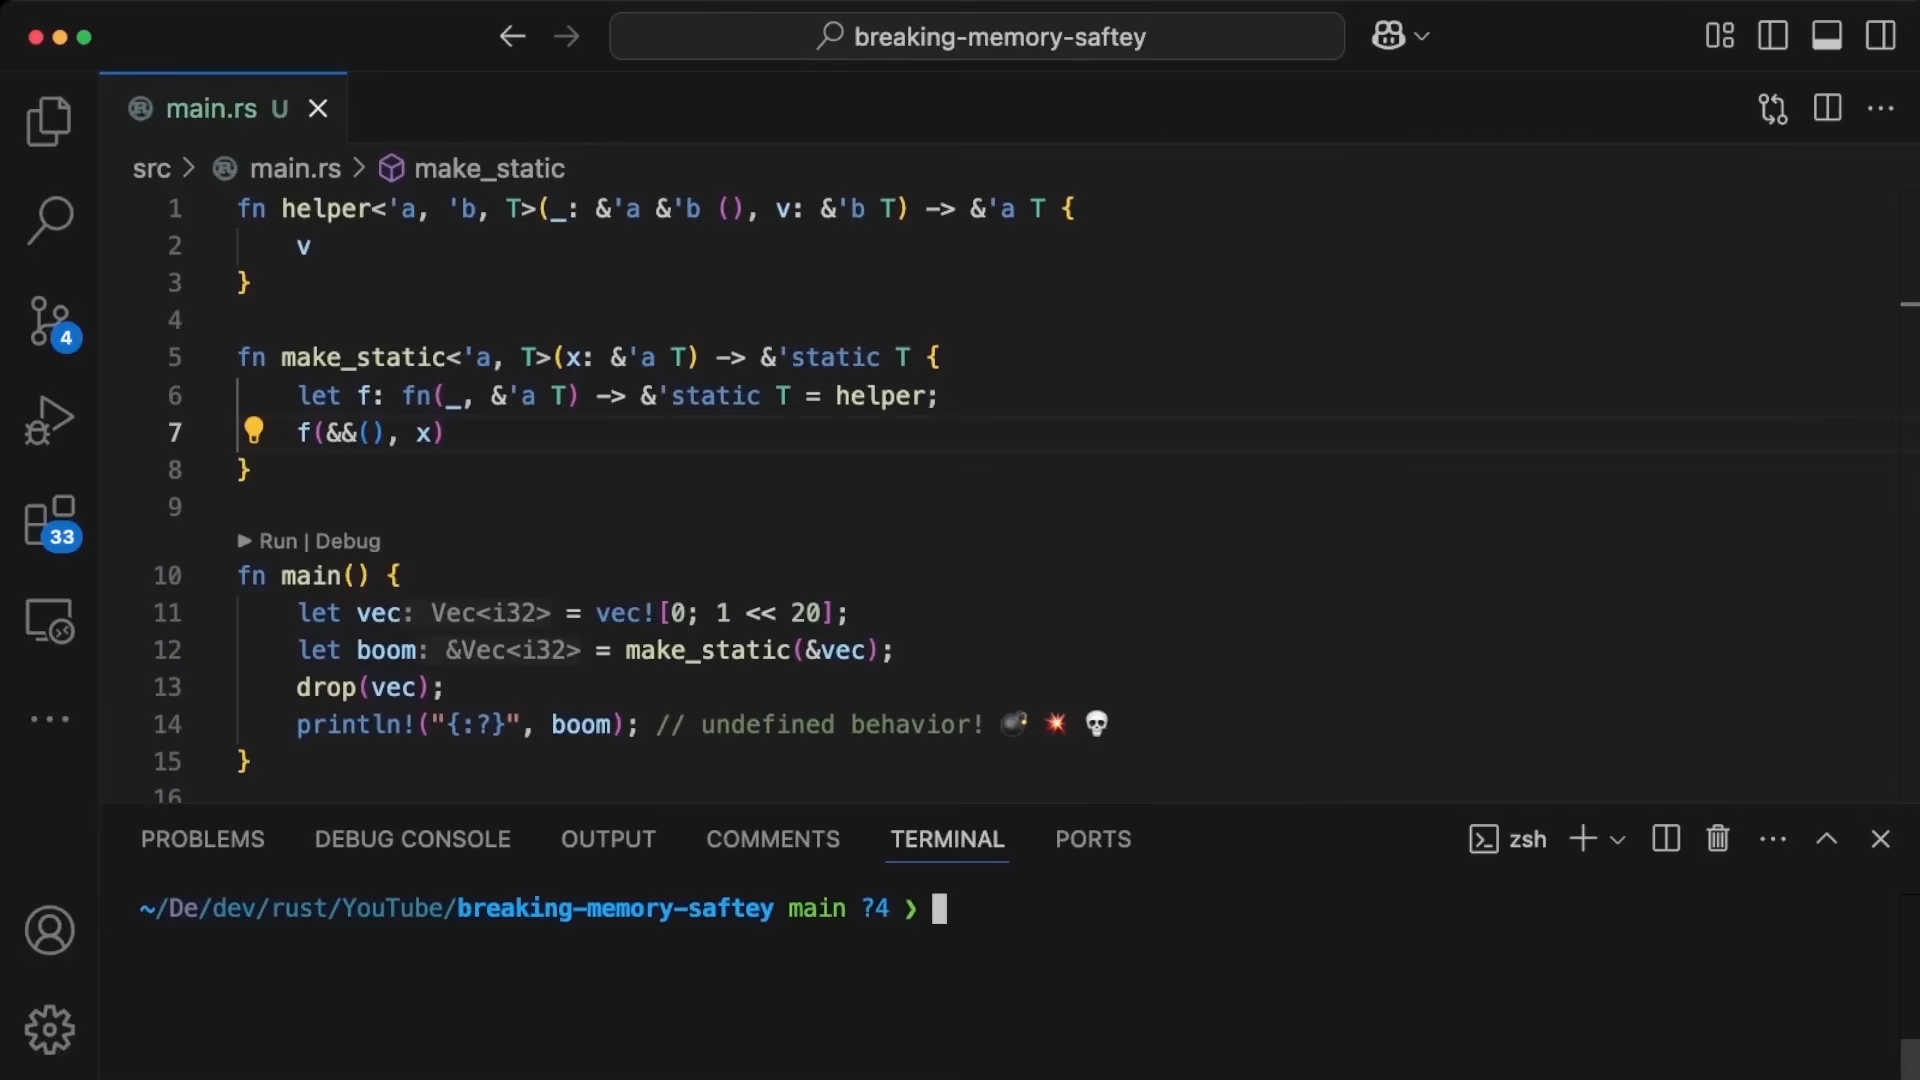 breaking-memory-saftey
main.rs U
src > main.rs > make_static
1 fn helper<'a, 'b, T>(_: &'a &'b (), v: &'b T) -> &'a T {
2 v
3 }
4
5 fn make_static<'a, T>(x: &'a T) -> &'static T {
6 let f: fn(_, &'a T) -> &'static T = helper;
7 f(&&(), x)
8 }
9
Run | Debug
10 fn main() {
11 let vec: Vec<i32> = vec![0; 1 << 20];
12 let boom: &Vec<i32> = make_static(&vec);
13 drop(vec);
14 println!("{:?}", boom); // undefined behavior! 💣 💥 💀
15 }
16
4
33
PROBLEMS DEBUG CONSOLE OUTPUT COMMENTS TERMINAL PORTS zsh
~/De/dev/rust/YouTube/breaking-memory-saftey main ?4 ❯